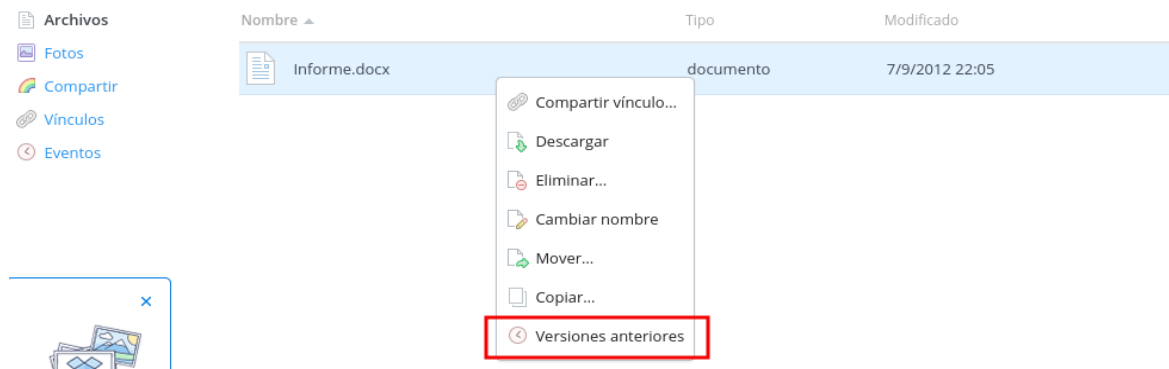 Archivos
Fotos
Compartir
Vínculos
Eventos
Nombre Tipo Modificado
Informe.docx documento 7/9/2012 22:05
Compartir vínculo...
Descargar
Eliminar...
Cambiar nombre
Mover...
Copiar...
Versiones anteriores